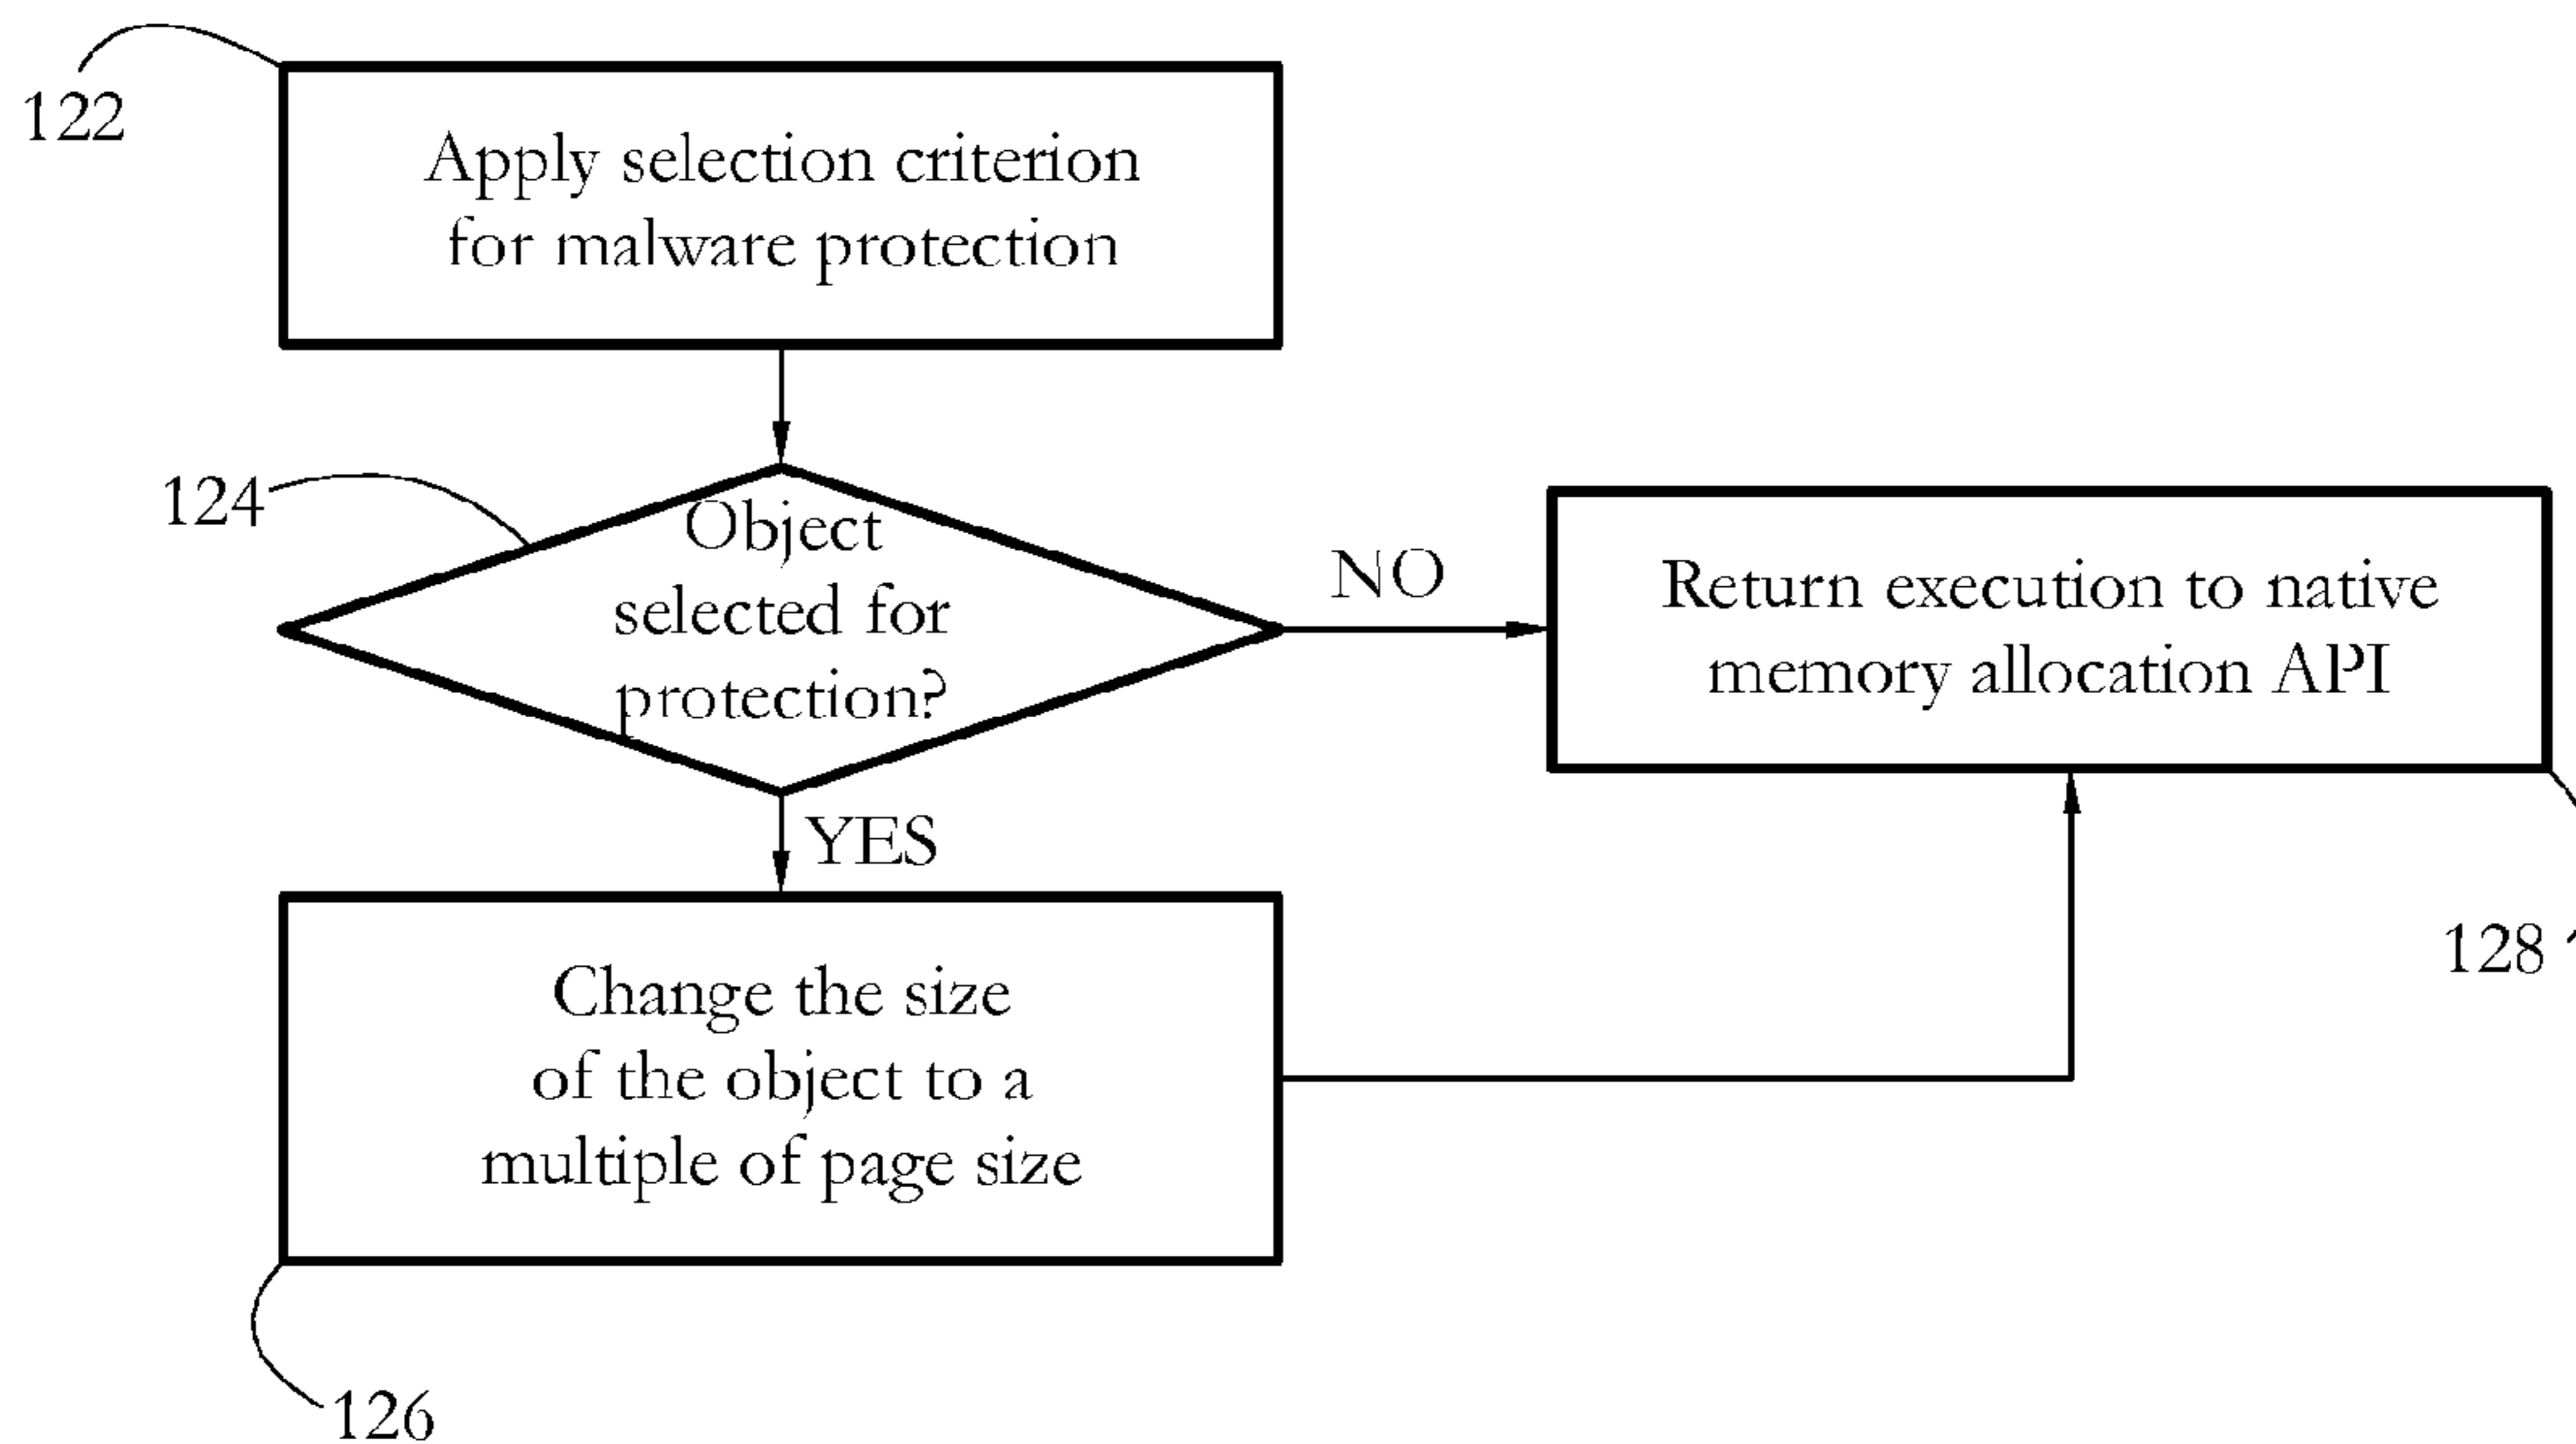 122
Apply selection criterion
for malware protection
124
Object
selected for
protection?
NO
Return execution to native
memory allocation API
128
YES
Change the size
of the object to a
multiple of page size
126